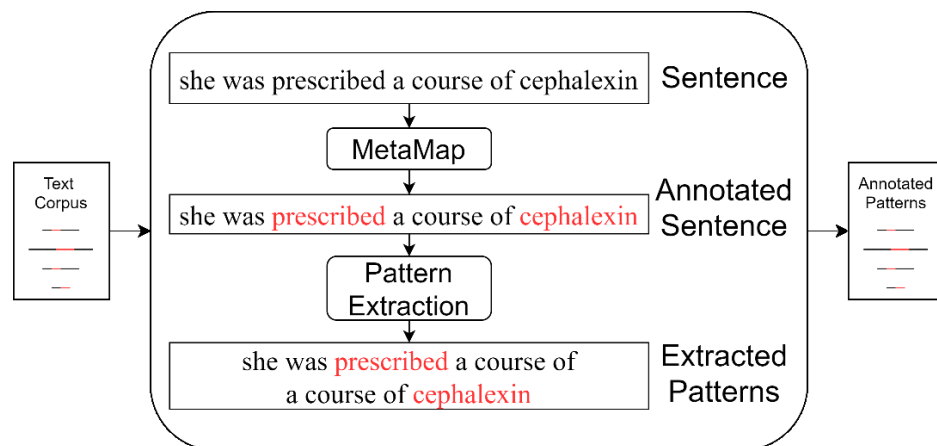 she was prescribed a course of cephalexin
Sentence
MetaMap
Text
Corpus
she was prescribed a course of cephalexin
Annotated
Sentence
Annotated
Patterns
Pattern
Extraction
she was prescribed a course of
a course of cephalexin
Extracted
Patterns